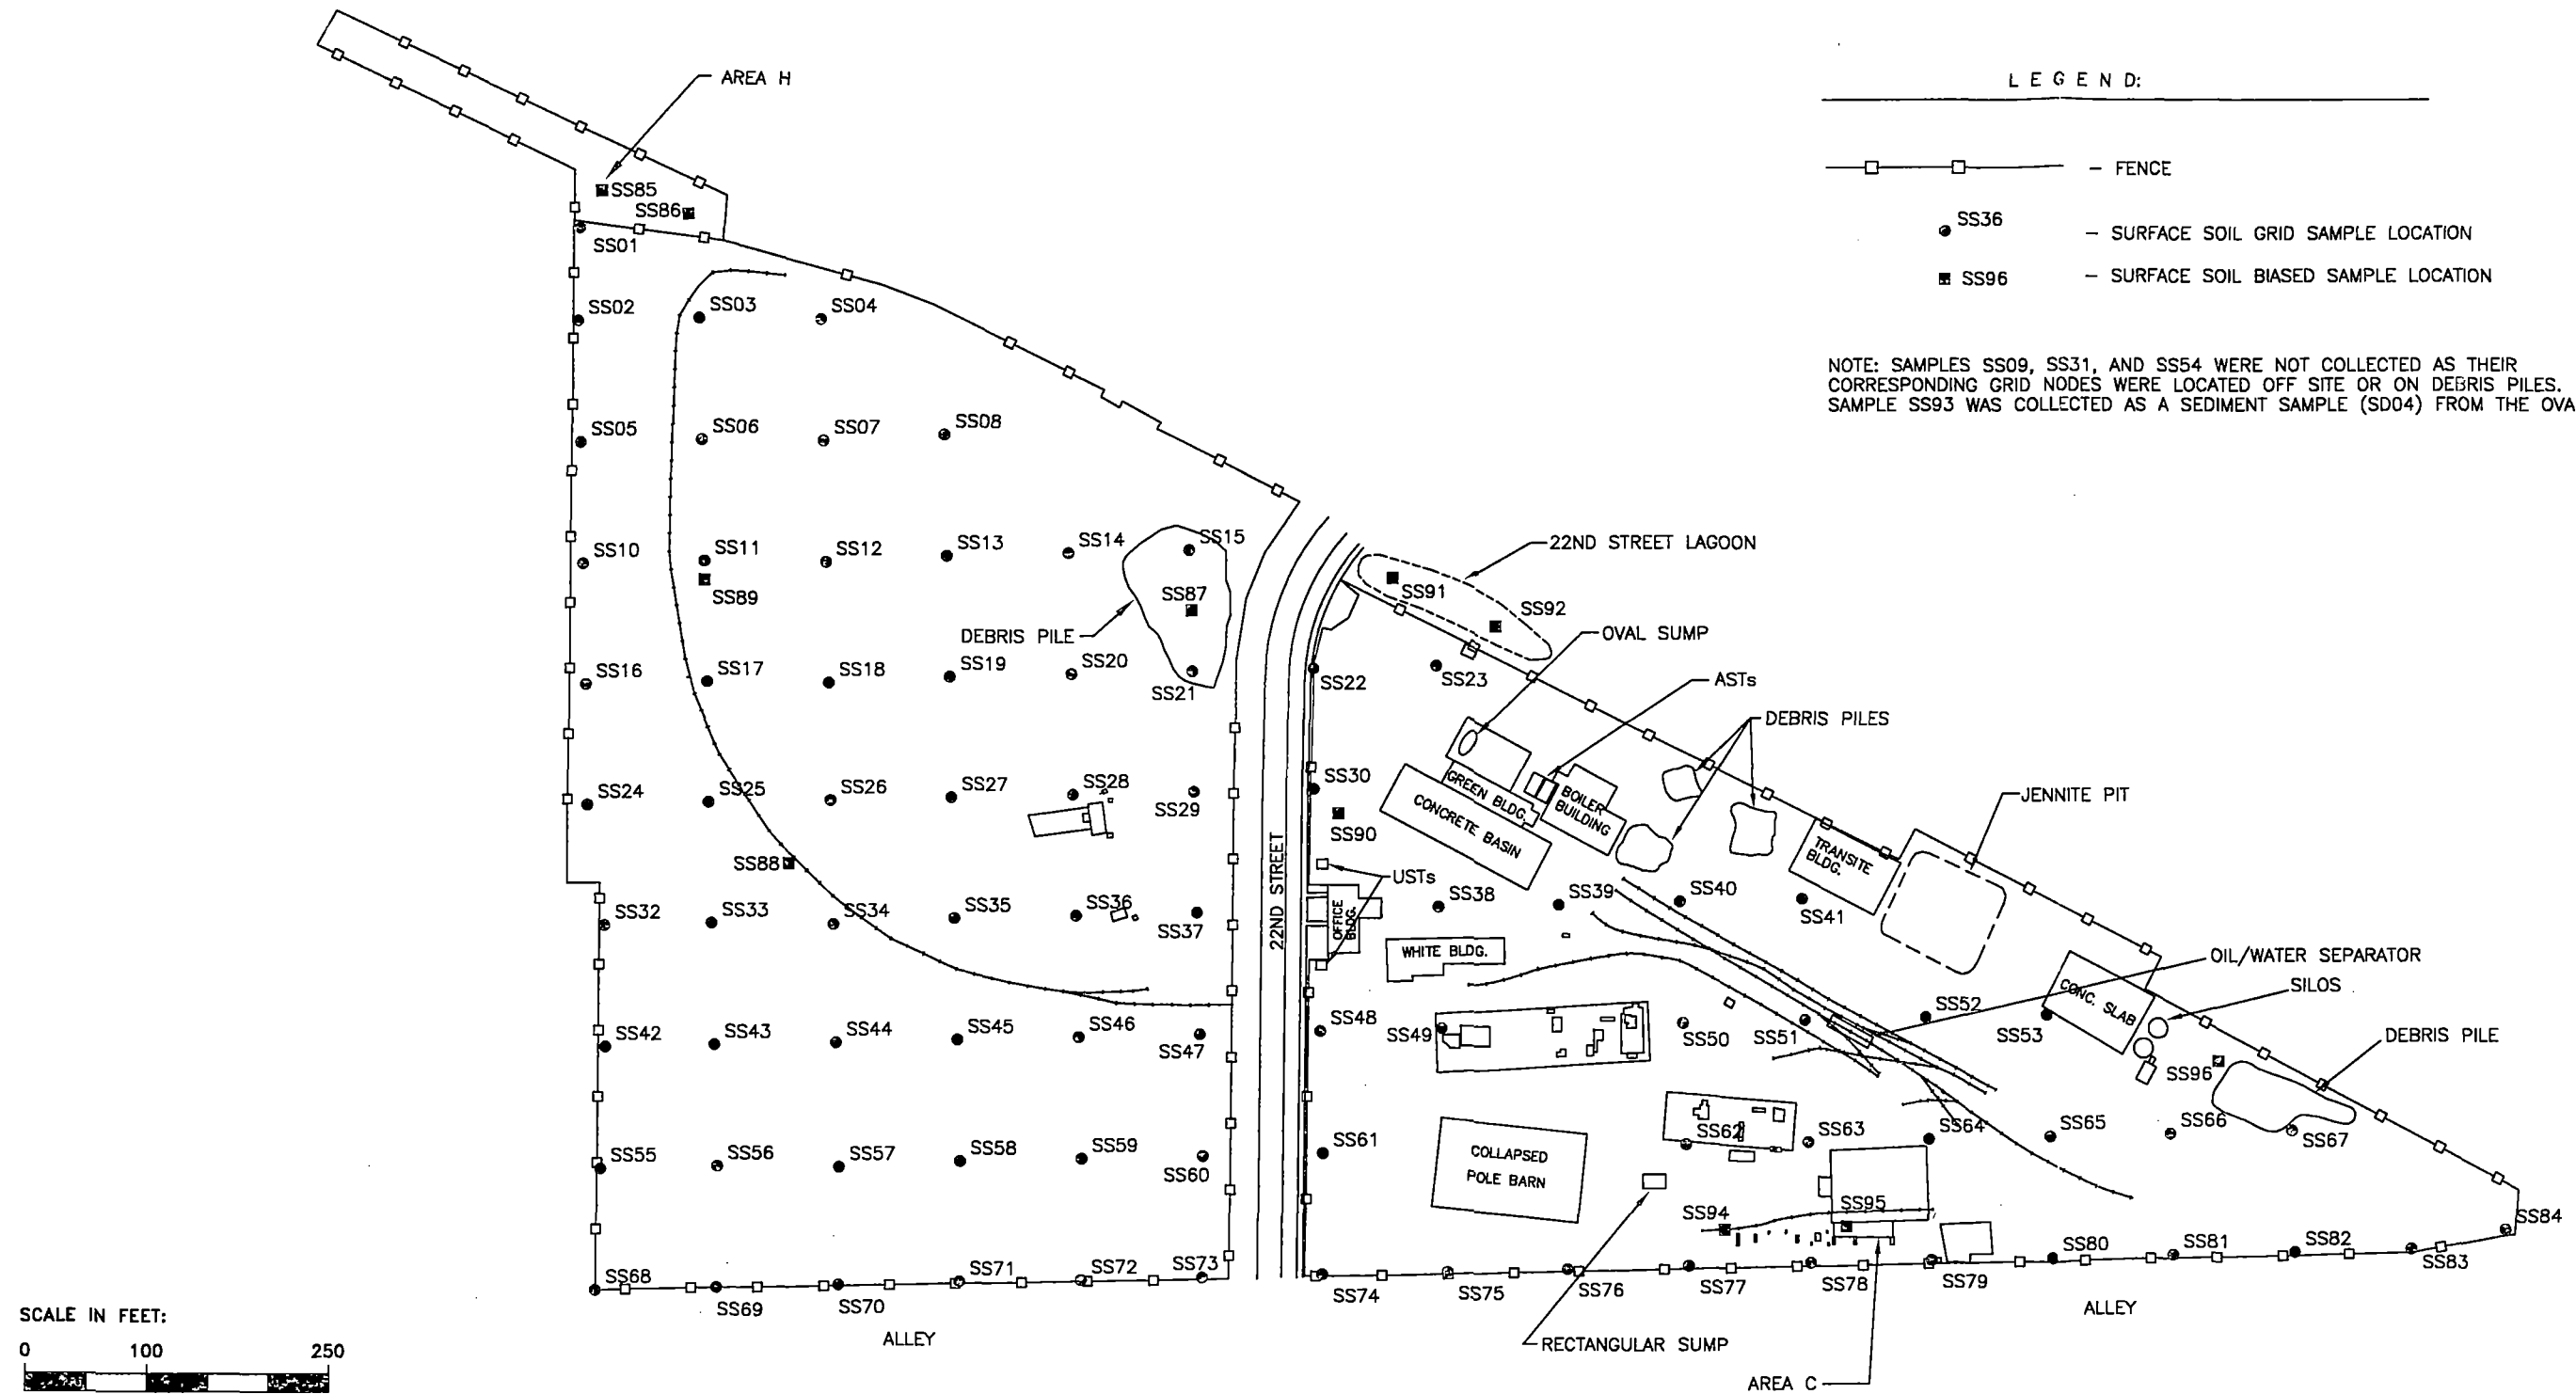 AREA H
L E G E N D:
- FENCE
SS36
- SURFACE SOIL GRID SAMPLE LOCATION
SS96
- SURFACE SOIL BIASED SAMPLE LOCATION
NOTE: SAMPLES SS09, SS31, AND SS54 WERE NOT COLLECTED AS THEIR
CORRESPONDING GRID NODES WERE LOCATED OFF SITE OR ON DEBRIS PILES.
SAMPLE SS93 WAS COLLECTED AS A SEDIMENT SAMPLE (SD04) FROM THE OVA
SS85
SS86
SS01
SS02
SS03
SS04
SS05
SS06
SS07
SS08
SS10
SS11
SS12
SS13
SS14
SS15
22ND STREET LAGOON
SS89
SS87
SS91
SS92
DEBRIS PILE
OVAL SUMP
SS16
SS17
SS18
SS19
SS20
SS21
SS22
SS23
ASTs
DEBRIS PILES
SS24
SS25
SS26
SS27
SS28
SS29
SS30
SS90
GREEN BLDG.
CONCRETE BASIN
BOILER
BUILDING
JENNITE PIT
TRANSITE
BLDG.
SS88
22ND STREET
USTs
OFFICE
BLDG.
SS32
SS33
SS34
SS35
SS36
SS37
SS38
SS39
SS40
SS41
WHITE BLDG.
OIL/WATER SEPARATOR
CONC. SLAB
SILOS
SS42
SS43
SS44
SS45
SS46
SS47
SS48
SS49
SS50
SS51
SS52
SS53
DEBRIS PILE
SS96
SS55
SS56
SS57
SS58
SS59
SS60
SS61
SS62
SS63
SS64
SS65
SS66
SS67
COLLAPSED
POLE BARN
SS94
SS95
SS84
SS68
SS69
SS70
SS71
SS72
SS73
SS74
SS75
SS76
SS77
SS78
SS79
SS80
SS81
SS82
SS83
ALLEY
ALLEY
RECTANGULAR SUMP
AREA C
SCALE IN FEET:
0 100 250